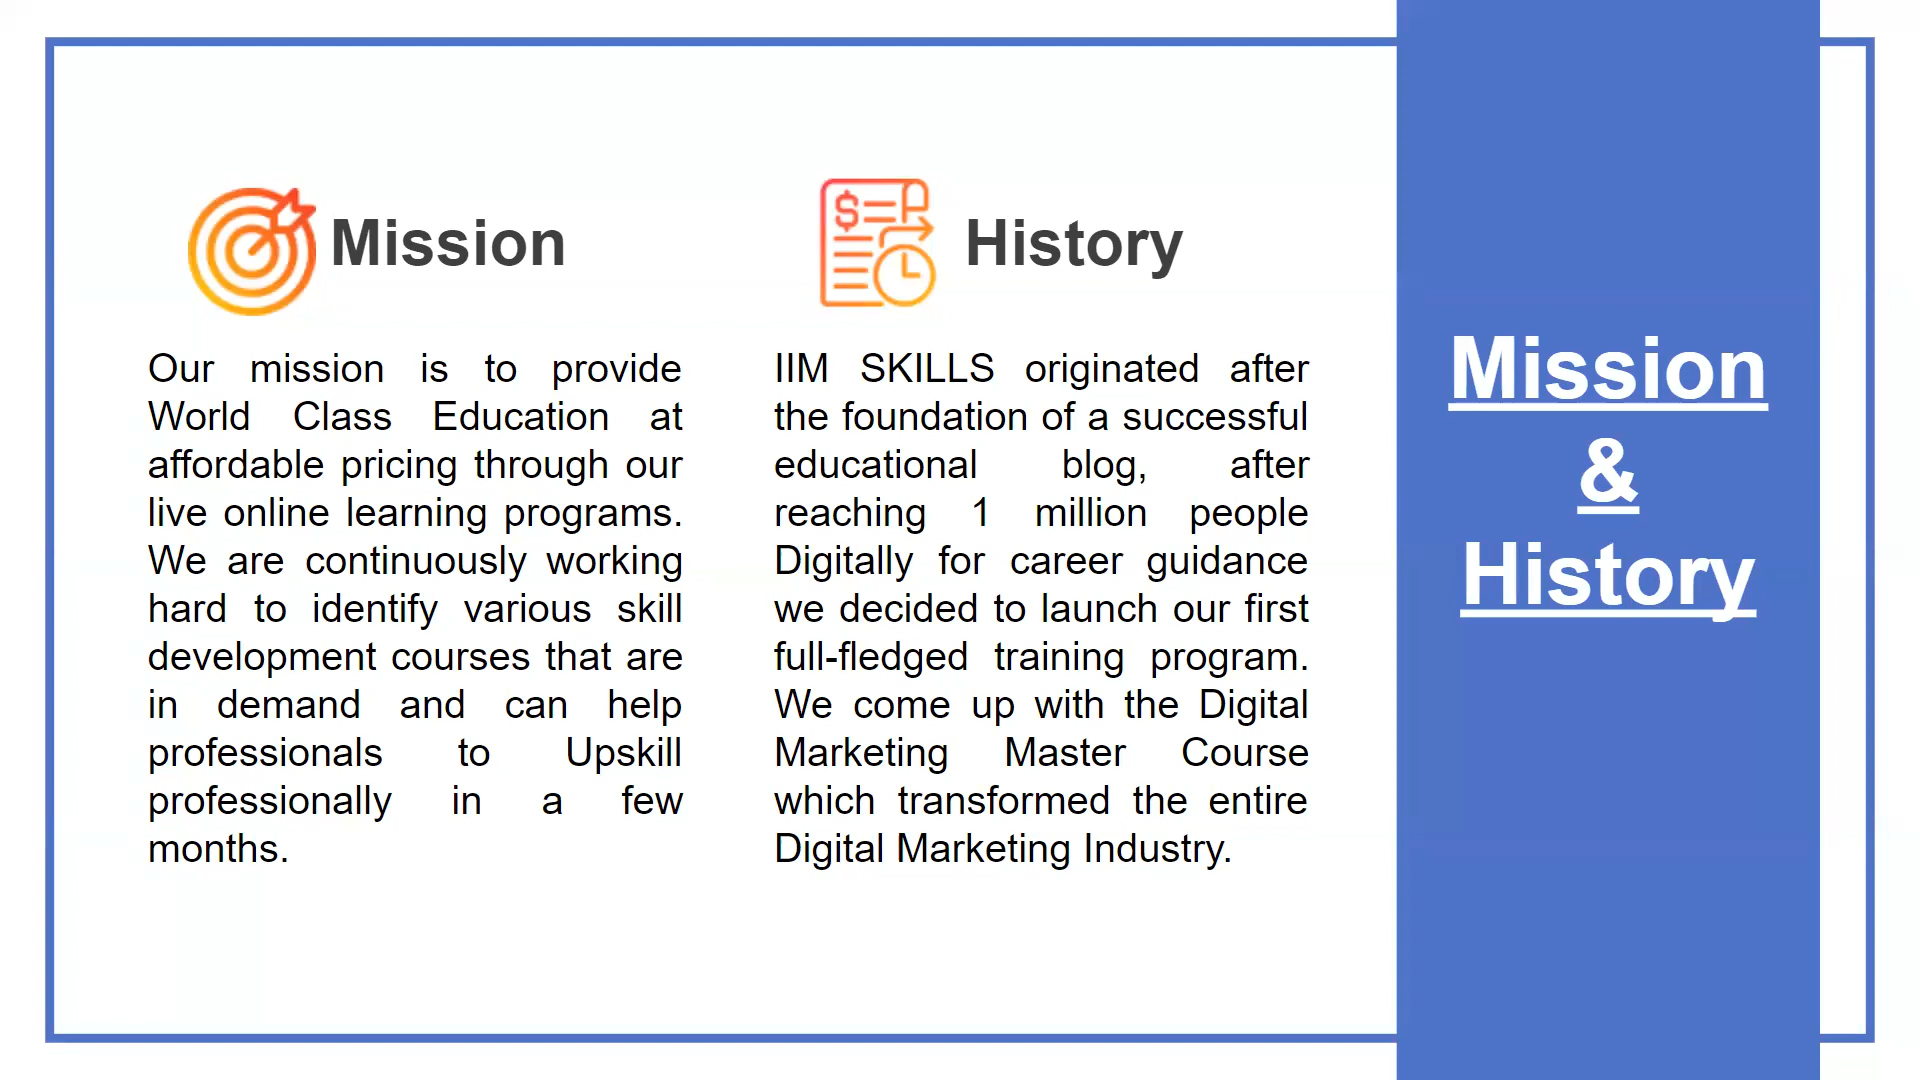 Mission
Our mission is to provide
World Class Education at
affordable pricing through our
live online learning programs.
We are continuously working
hard to identify various skill
development courses that are
in demand and can help
professionals to Upskill
professionally in a few
months.
History
IIM SKILLS originated after
the foundation of a successful
educational blog, after
reaching 1 million people
Digitally for career guidance
we decided to launch our first
full-fledged training program.
We come up with the Digital
Marketing Master Course
which transformed the entire
Digital Marketing Industry.
Mission
&
History